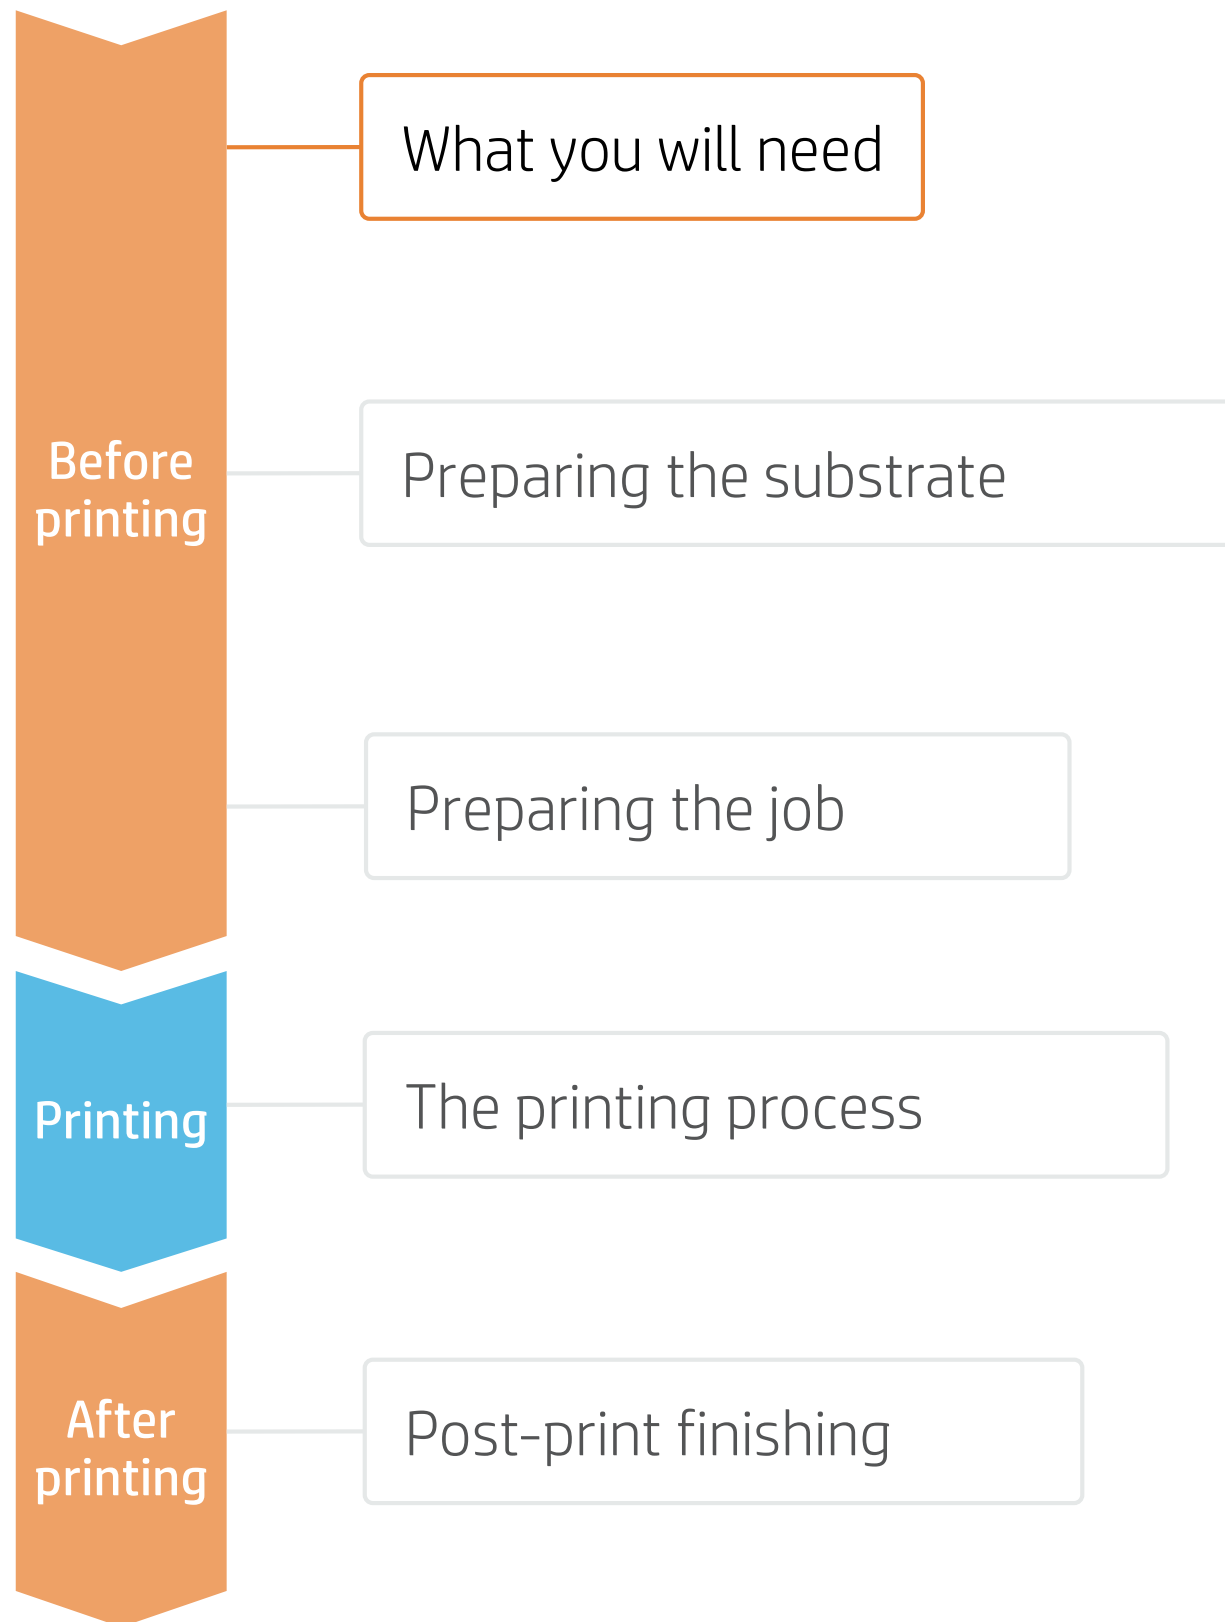 What you will need
Before
printing
Preparing the substrate
Preparing the job
Printing
The printing process
After
printing
Post-print finishing